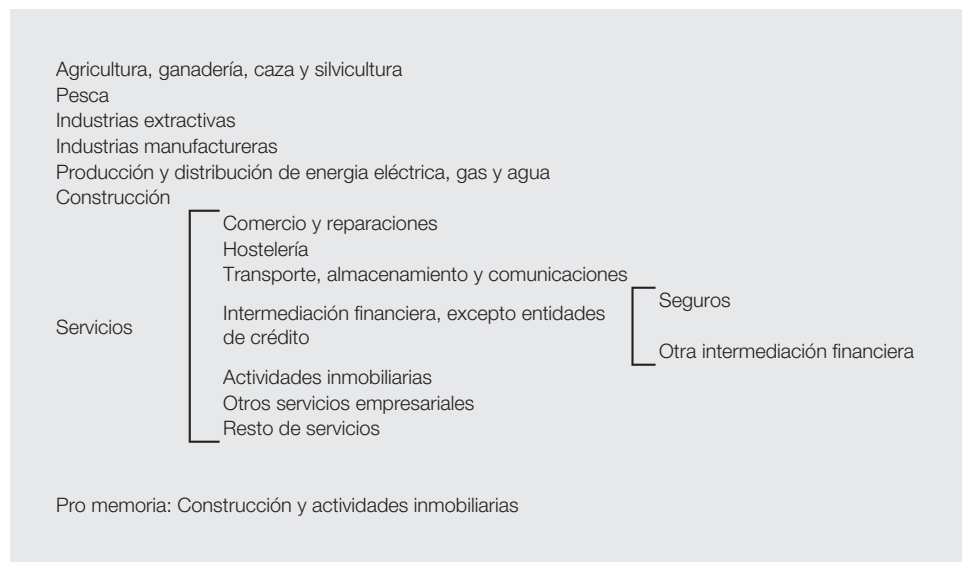 Agricultura, ganadería, caza y silvicultura
Pesca
Industrias extractivas
Industrias manufactureras
Producción y distribución de energia eléctrica, gas y agua
Construcción
Servicios
Comercio y reparaciones
Hostelería
Transporte, almacenamiento y comunicaciones
Intermediación financiera, excepto entidades
de crédito
Seguros
Otra intermediación financiera
Actividades inmobiliarias
Otros servicios empresariales
Resto de servicios
Pro memoria: Construcción y actividades inmobiliarias